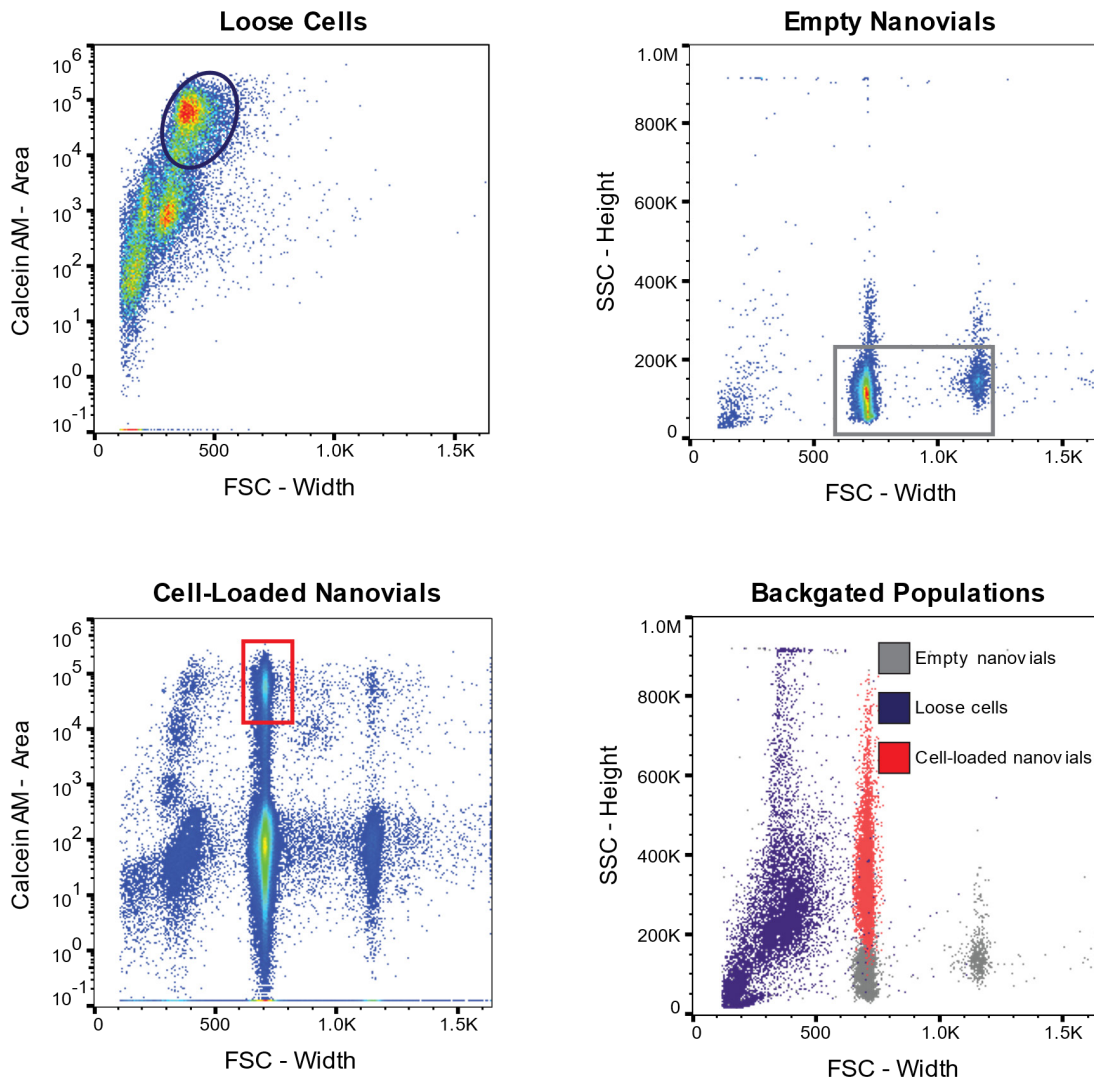 Loose Cells
10^6
10^5
10^4
10^3
10^2
10^1
10^0
10^-1
Calcein AM - Area
0 500 1.0K 1.5K
FSC - Width
Empty Nanovials
1.0M
800K
600K
400K
200K
0
SSC - Height
0 500 1.0K 1.5K
FSC - Width
Cell-Loaded Nanovials
10^6
10^5
10^4
10^3
10^2
10^1
10^0
10^-1
Calcein AM - Area
0 500 1.0K 1.5K
FSC - Width
Backgated Populations
1.0M
800K
600K
400K
200K
0
SSC - Height
Empty nanovials
Loose cells
Cell-loaded nanovials
0 500 1.0K 1.5K
FSC - Width